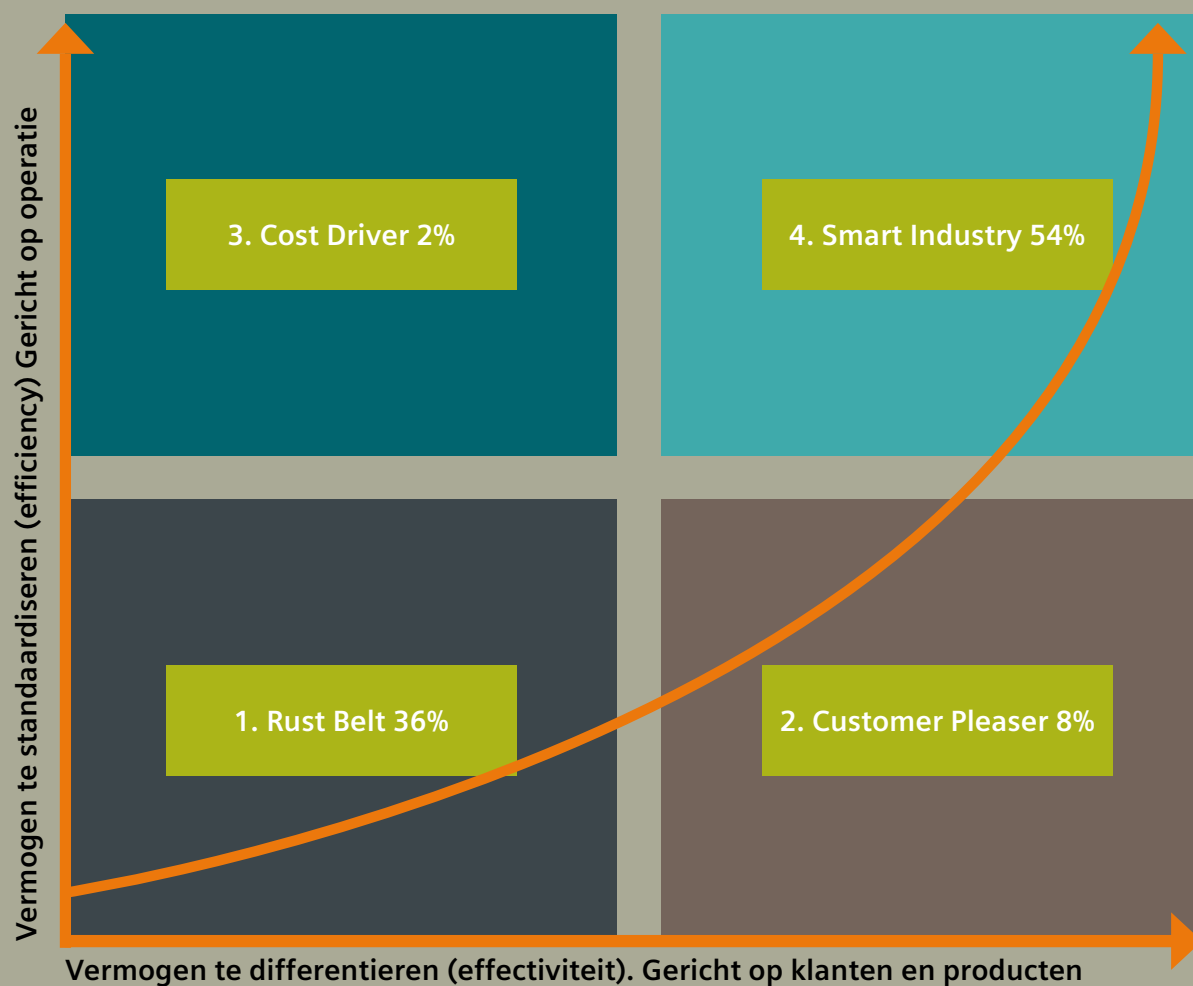 Vermogen te standaardiseren (efficiency) Gericht op operatie
3. Cost Driver 2%
4. Smart Industry 54%
1. Rust Belt 36%
2. Customer Pleaser 8%
Vermogen te differentieren (effectiviteit). Gericht op klanten en producten